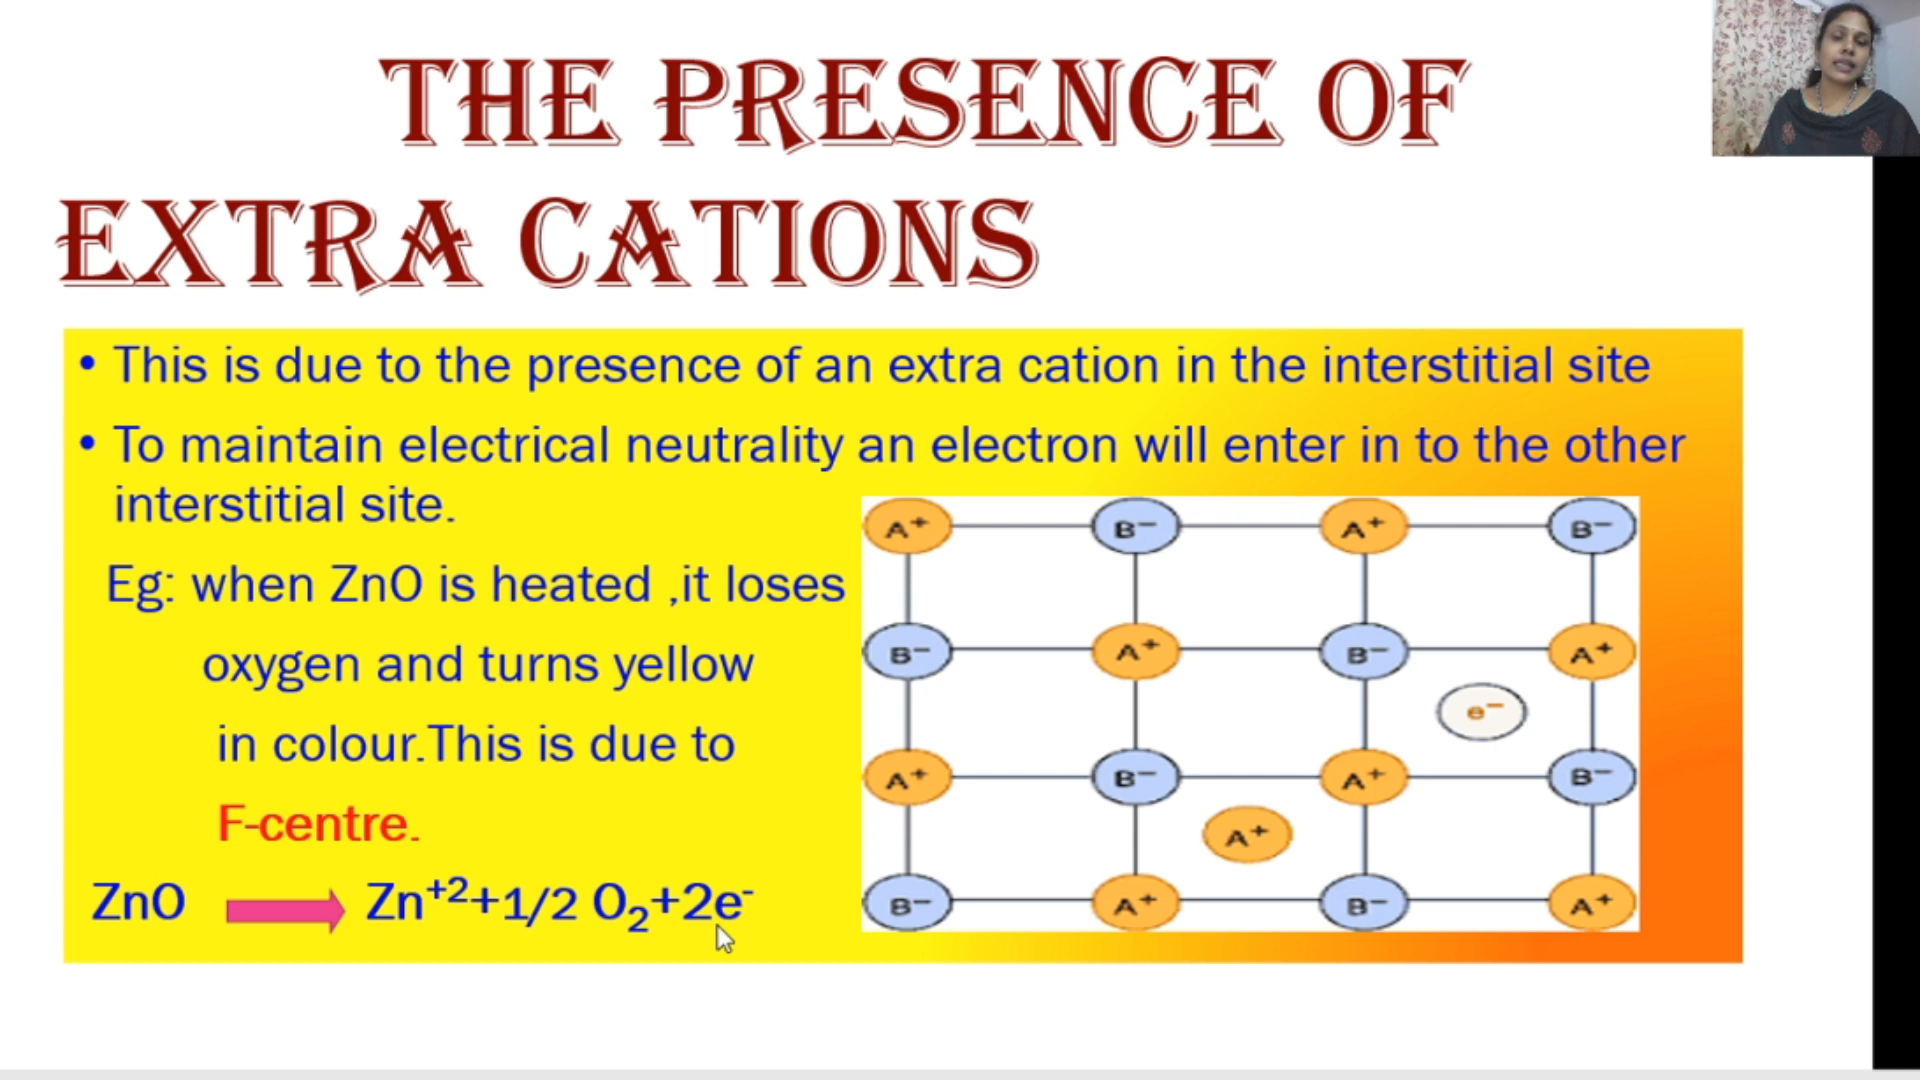 THE PRESENCE OF
EXTRA CATIONS
• This is due to the presence of an extra cation in the interstitial site
• To maintain electrical neutrality an electron will enter in to the other
interstitial site.
Eg: when ZnO is heated ,it loses
oxygen and turns yellow
in colour.This is due to
F-centre.
ZnO → Zn⁺²+1/2 O₂+2e⁻
A⁺ B⁻ A⁺ B⁻
B⁻ A⁺ B⁻ A⁺
e⁻
A⁺ B⁻ A⁺ B⁻
A⁺
B⁻ A⁺ B⁻ A⁺